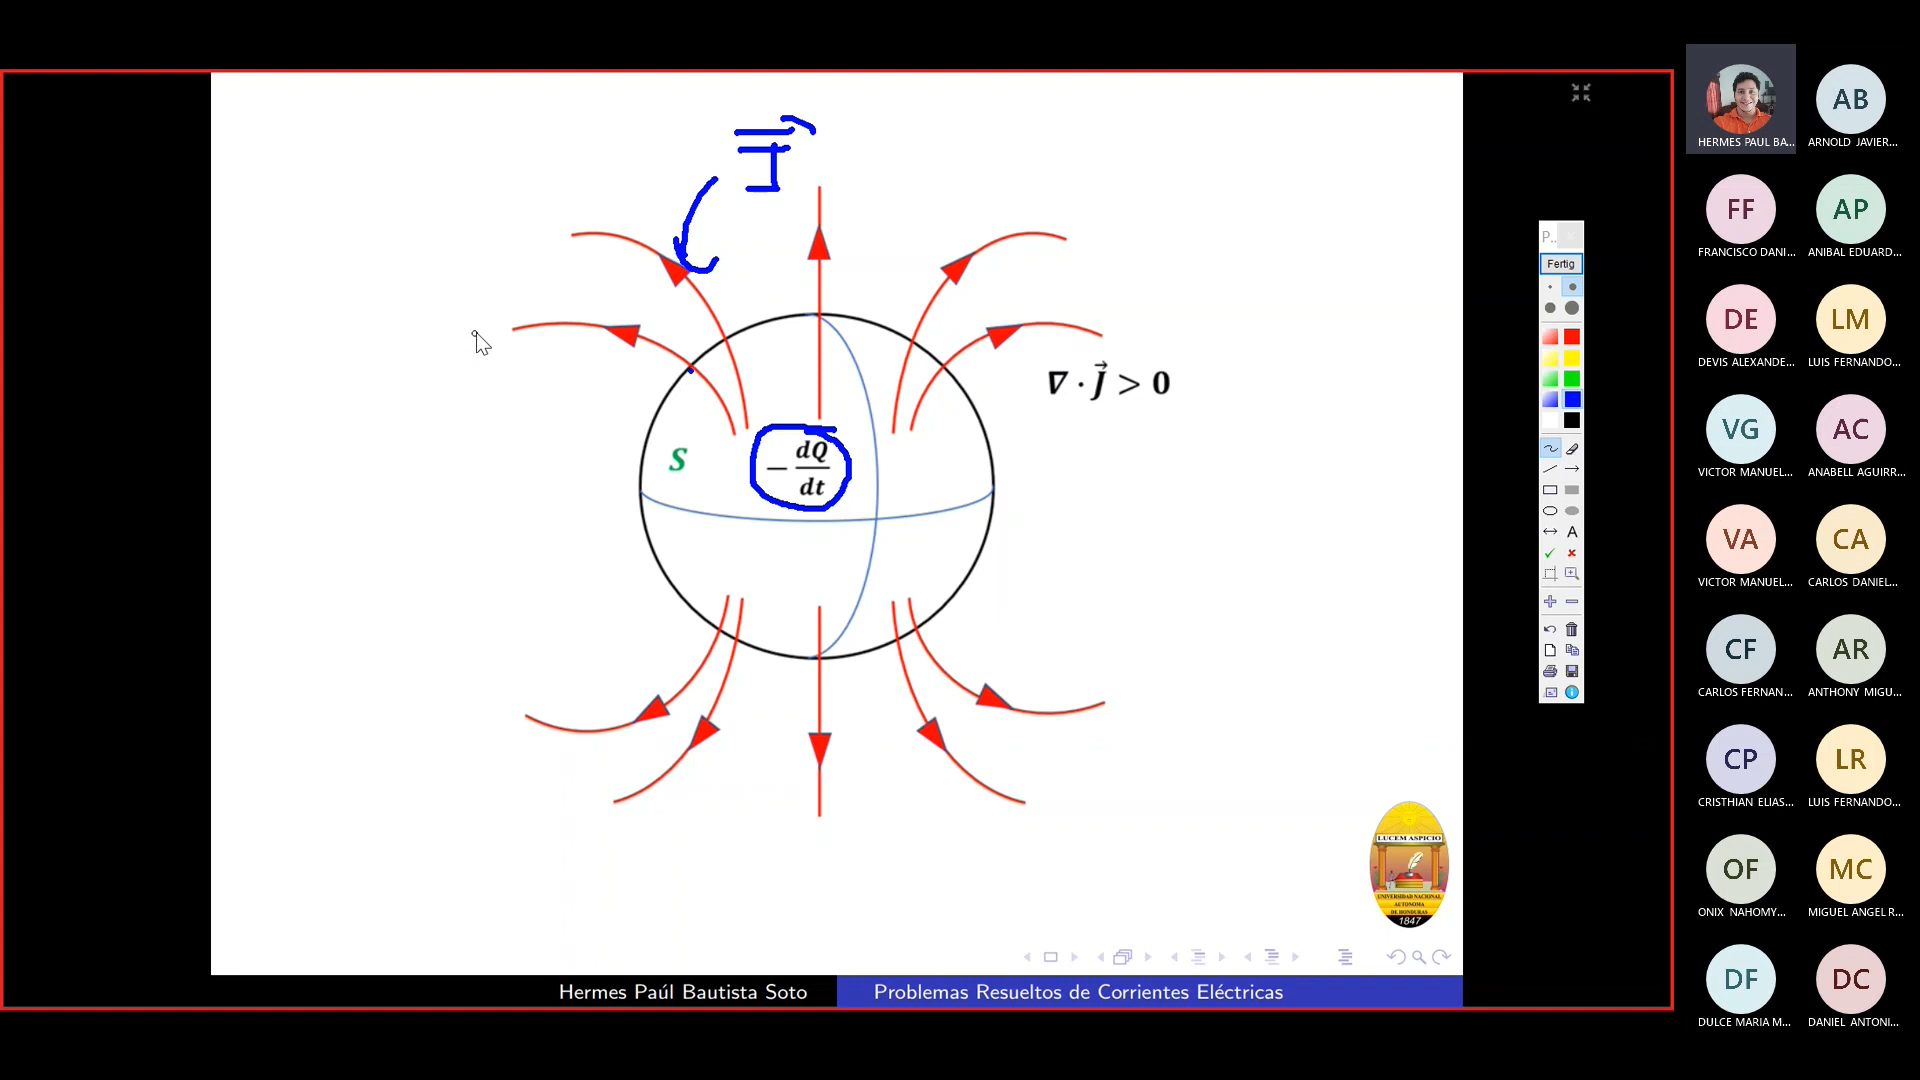 J
∇ · J⃗ > 0
S
− dQ
dt
LUCEM ASPICIO
UNIVERSIDAD NACIONAL
AUTONOMA
DE HONDURAS
1847
Hermes Paúl Bautista Soto
Problemas Resueltos de Corrientes Eléctricas
P...
Fertig
A
HERMES PAUL BA...
AB
ARNOLD JAVIER...
FF
FRANCISCO DANI...
AP
ANIBAL EDUARD...
DE
DEVIS ALEXANDE...
LM
LUIS FERNANDO...
VG
VICTOR MANUEL...
AC
ANABELL AGUIRR...
VA
VICTOR MANUEL...
CA
CARLOS DANIEL...
CF
CARLOS FERNAN...
AR
ANTHONY MIGU...
CP
CRISTHIAN ELIAS...
LR
LUIS FERNANDO...
OF
ONIX NAHOMY...
MC
MIGUEL ANGEL R...
DF
DULCE MARIA M...
DC
DANIEL ANTONI...